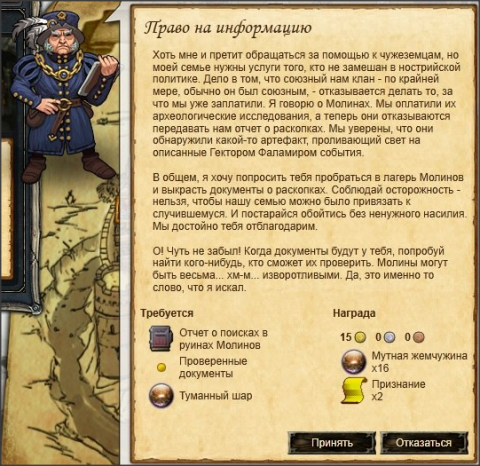 Право на информацию
Хоть мне и претит обращаться за помощью к чужеземцам, но
моей семье нужны услуги того, кто не замешан в нострийской
политике. Дело в том, что союзный нам клан - по крайней
мере, обычно он был союзным, - отказывается делать то, за
что мы уже заплатили. Я говорю о Молинах. Мы оплатили их
археологические исследования, а теперь они отказываются
передавать нам отчет о раскопках. Мы уверены, что они
обнаружили какой-то артефакт, проливающий свет на
описанные Гектором Фаламиром события.
В общем, я хочу попросить тебя пробраться в лагерь Молинов
и выкрасть документы о раскопках. Соблюдай осторожность -
нельзя, чтобы нашу семью можно было привязать к
случившемуся. И постарайся обойтись без ненужного насилия.
Мы достойно тебя отблагодарим.
О! Чуть не забыл! Когда документы будут у тебя, попробуй
найти кого-нибудь, кто сможет их проверить. Молины могут
быть весьма... хм-м... изворотливыми. Да, это именно то
слово, что я искал.
Требуется
Отчет о поисках в
руинах Молинов
Проверенные
документы
Туманный шар
Награда
15 0 0
Мутная жемчужина
x16
Признание
x2
Принять
Отказаться